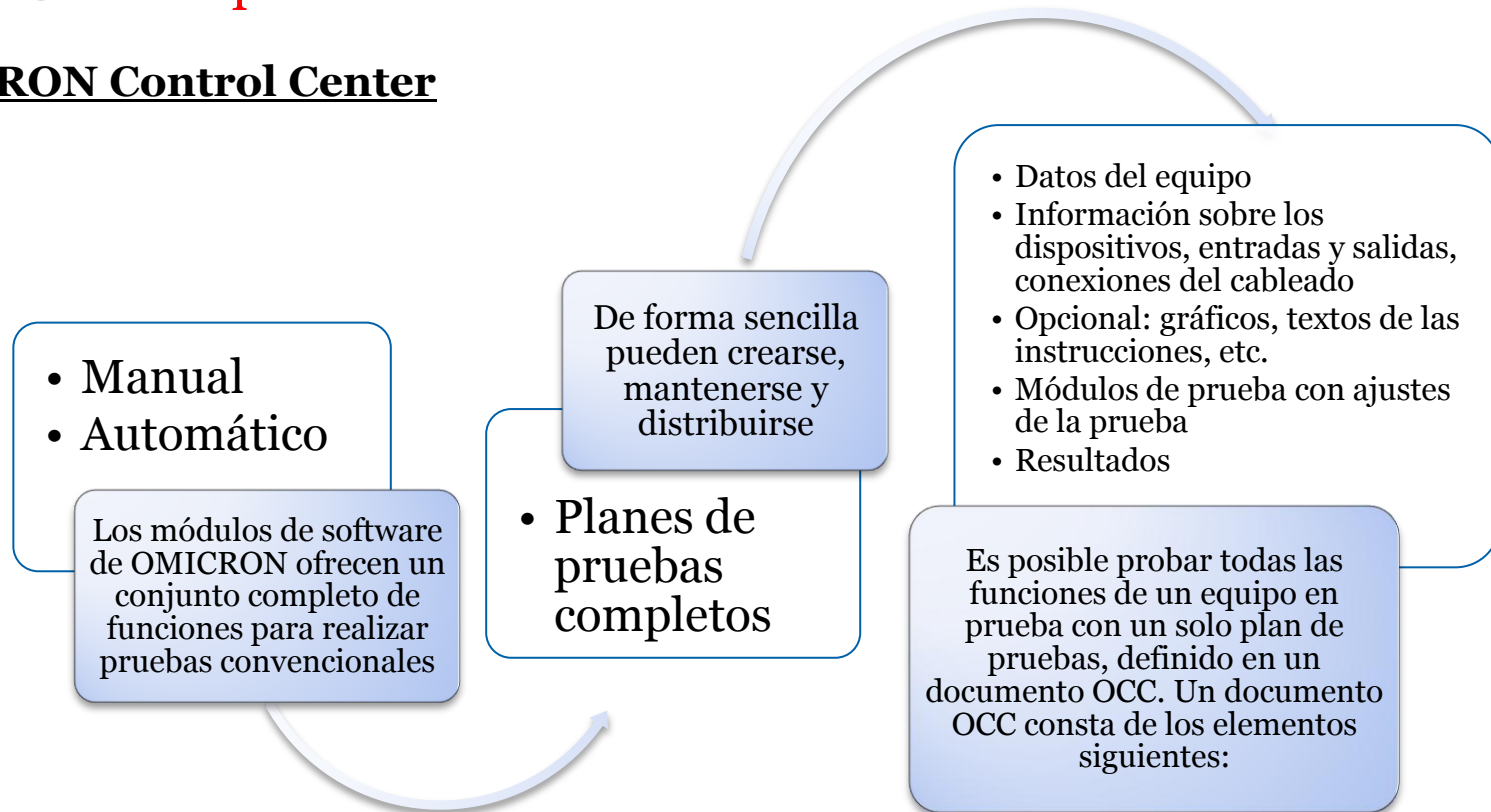 RON Control Center
• Manual
• Automático
Los módulos de software
de OMICRON ofrecen un
conjunto completo de
funciones para realizar
pruebas convencionales
De forma sencilla
pueden crearse,
mantenerse y
distribuirse
• Planes de
pruebas
completos
• Datos del equipo
• Información sobre los
dispositivos, entradas y salidas,
conexiones del cableado
• Opcional: gráficos, textos de las
instrucciones, etc.
• Módulos de prueba con ajustes
de la prueba
• Resultados
Es posible probar todas las
funciones de un equipo en
prueba con un solo plan de
pruebas, definido en un
documento OCC. Un documento
OCC consta de los elementos
siguientes: